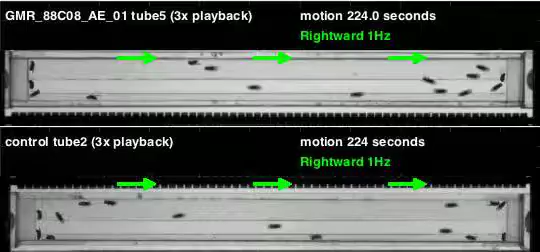 GMR_88C08_AE_01 tube5 (3x playback)
motion 224.0 seconds
Rightward 1Hz
control tube2 (3x playback)
motion 224 seconds
Rightward 1Hz